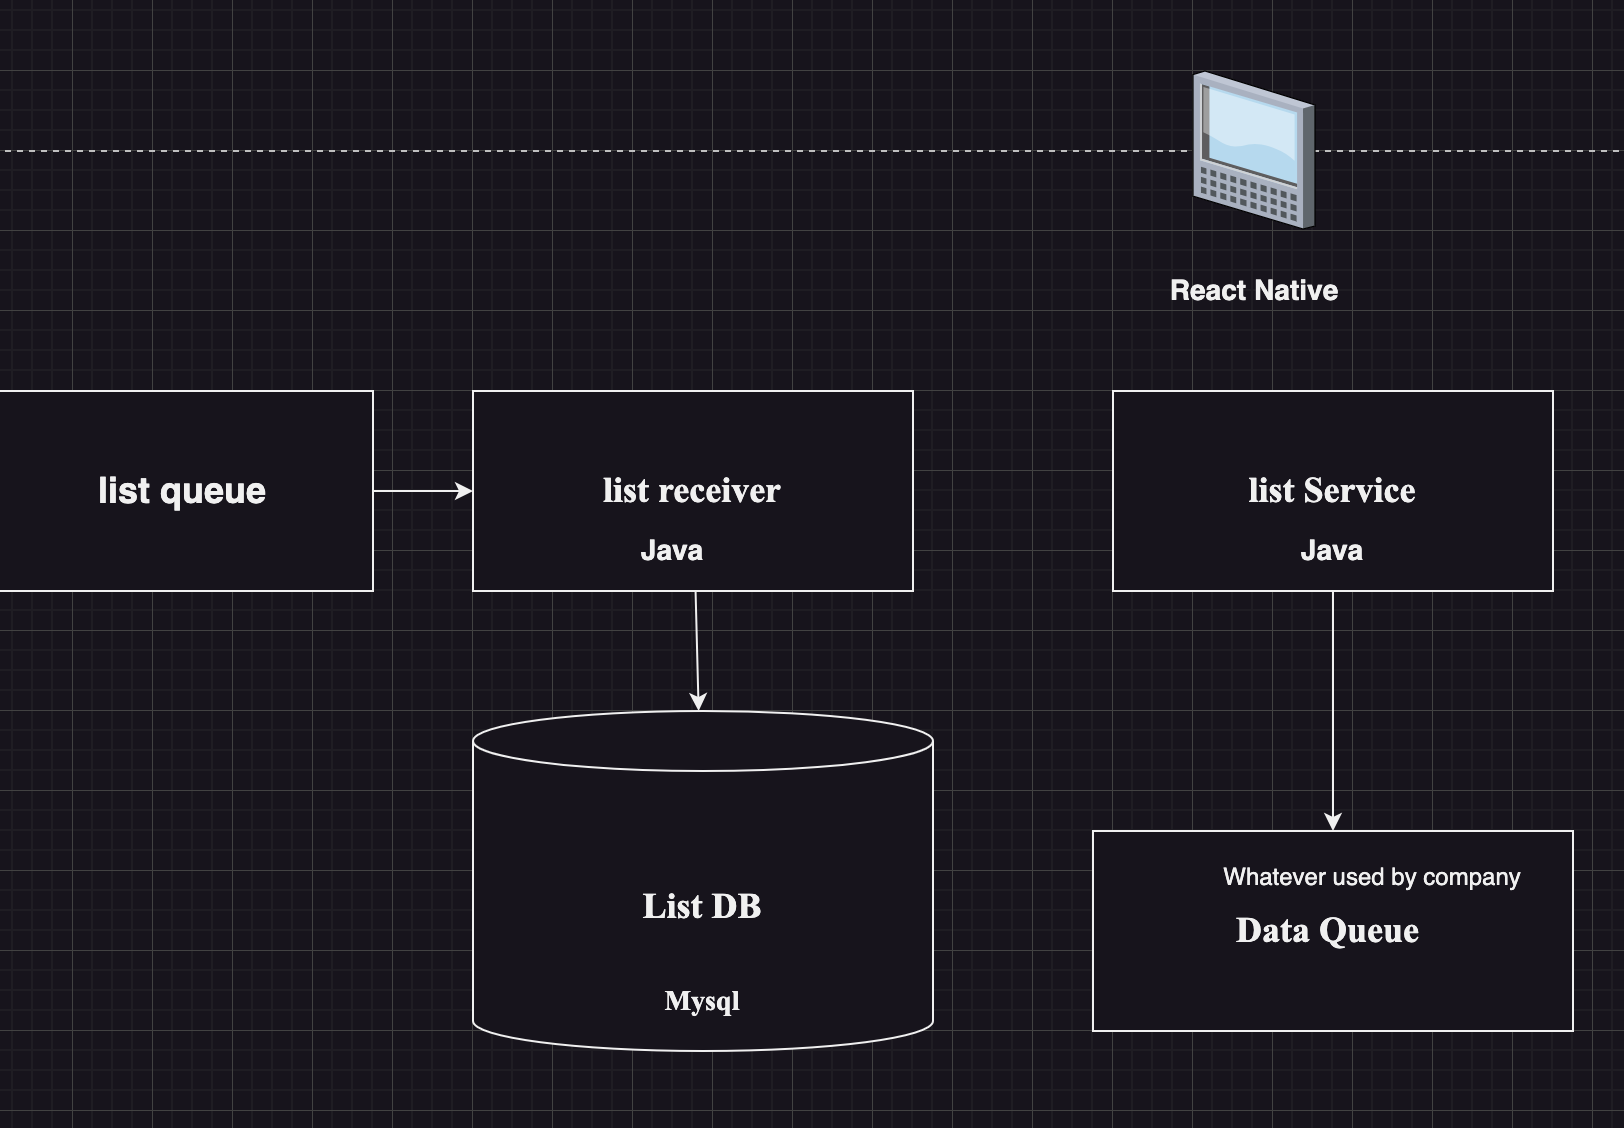 React Native
list queue
list receiver
Java
list Service
Java
List DB
Mysql
Whatever used by company
Data Queue